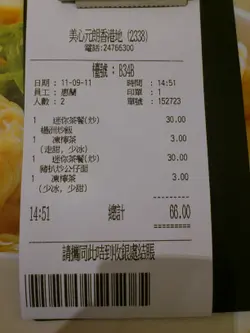 美心元朗香港地 (2338)
電話:24766300
檯號 : B34B
日期 : 11-09-11 時間 : 14:51
員工 : 惠蘭 印單 : 1
人數 : 2 單號 : 152723
1 迷你茶餐(炒) 30.00
楊洲炒飯
1 凍檸茶 3.00
(走甜, 少冰)
1 迷你茶餐(炒) 30.00
豬扒炒公仔面
1 凍檸茶 3.00
(少冰, 少甜)
14:51 總計 66.00
請攜同此咭到收銀處結賬